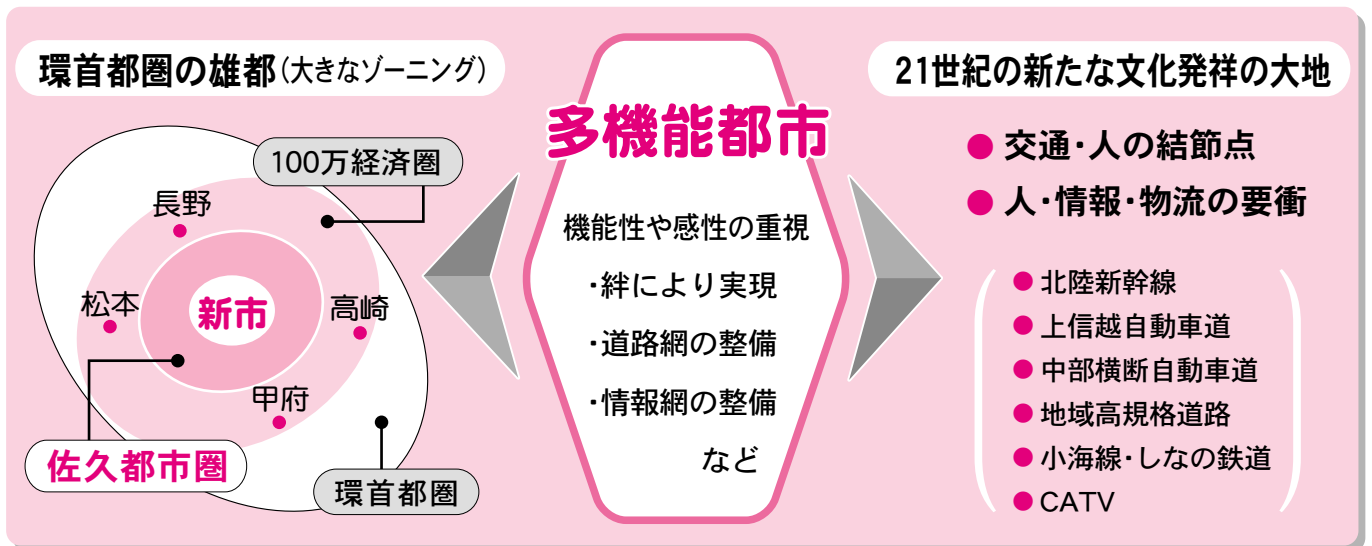 環首都圏の雄都(大きなゾーニング)
100万経済圏
長野
松本
新市
高崎
甲府
佐久都市圏
環首都圏
多機能都市
機能性や感性の重視
・絆により実現
・道路網の整備
・情報網の整備
など
21世紀の新たな文化発祥の大地
● 交通・人の結節点
● 人・情報・物流の要衝
● 北陸新幹線
● 上信越自動車道
● 中部横断自動車道
● 地域高規格道路
● 小海線・しなの鉄道
● CATV